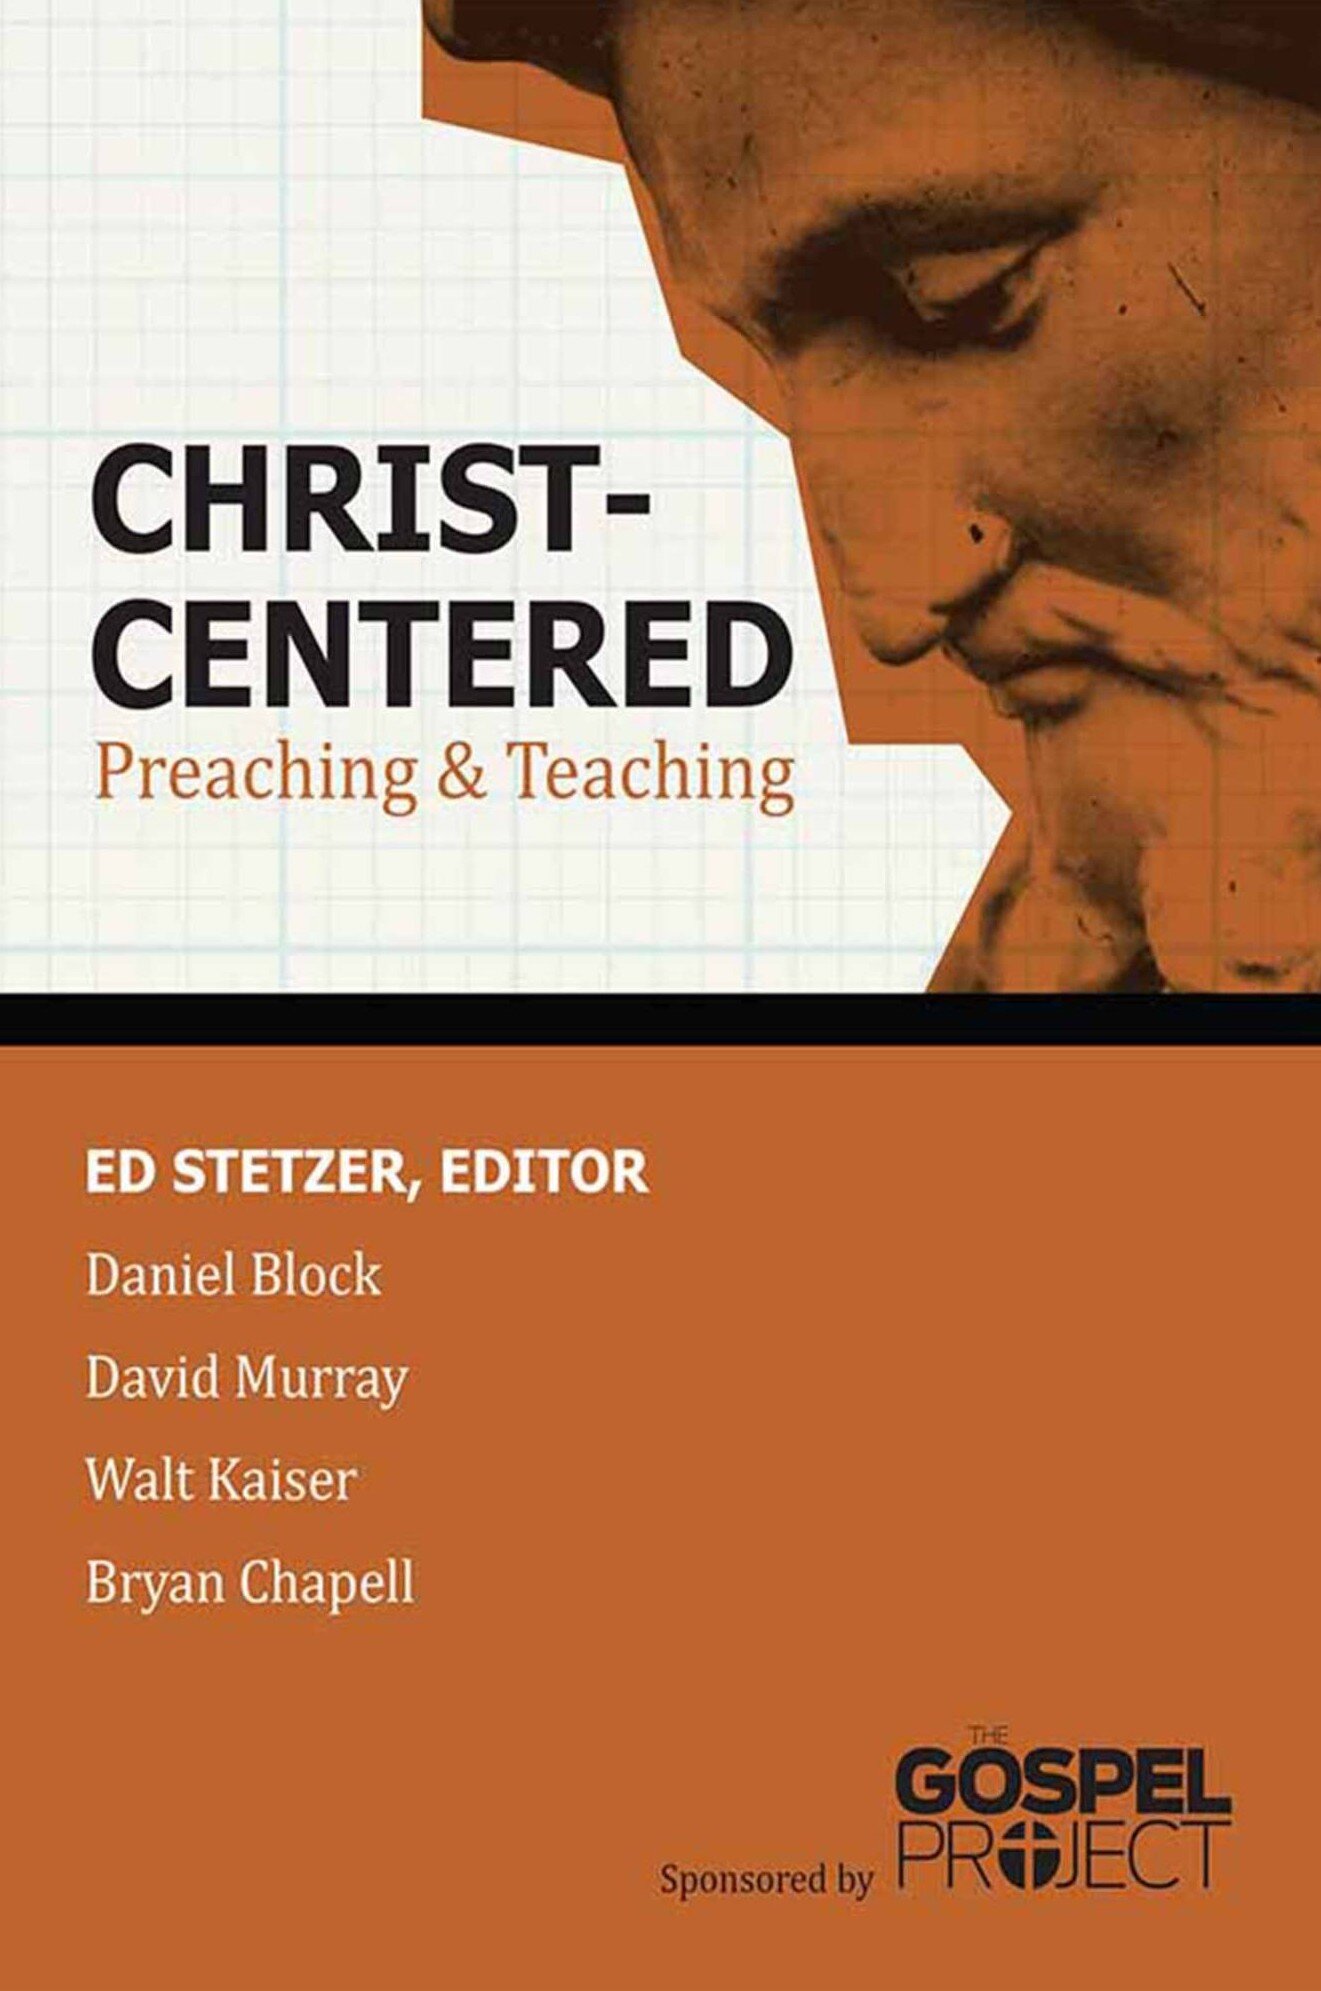 CHRIST-
CENTERED
Preaching & Teaching
ED STETZER, EDITOR
Daniel Block
David Murray
Walt Kaiser
Bryan Chapell
Sponsored by
THE
GOSPEL
PROJECT